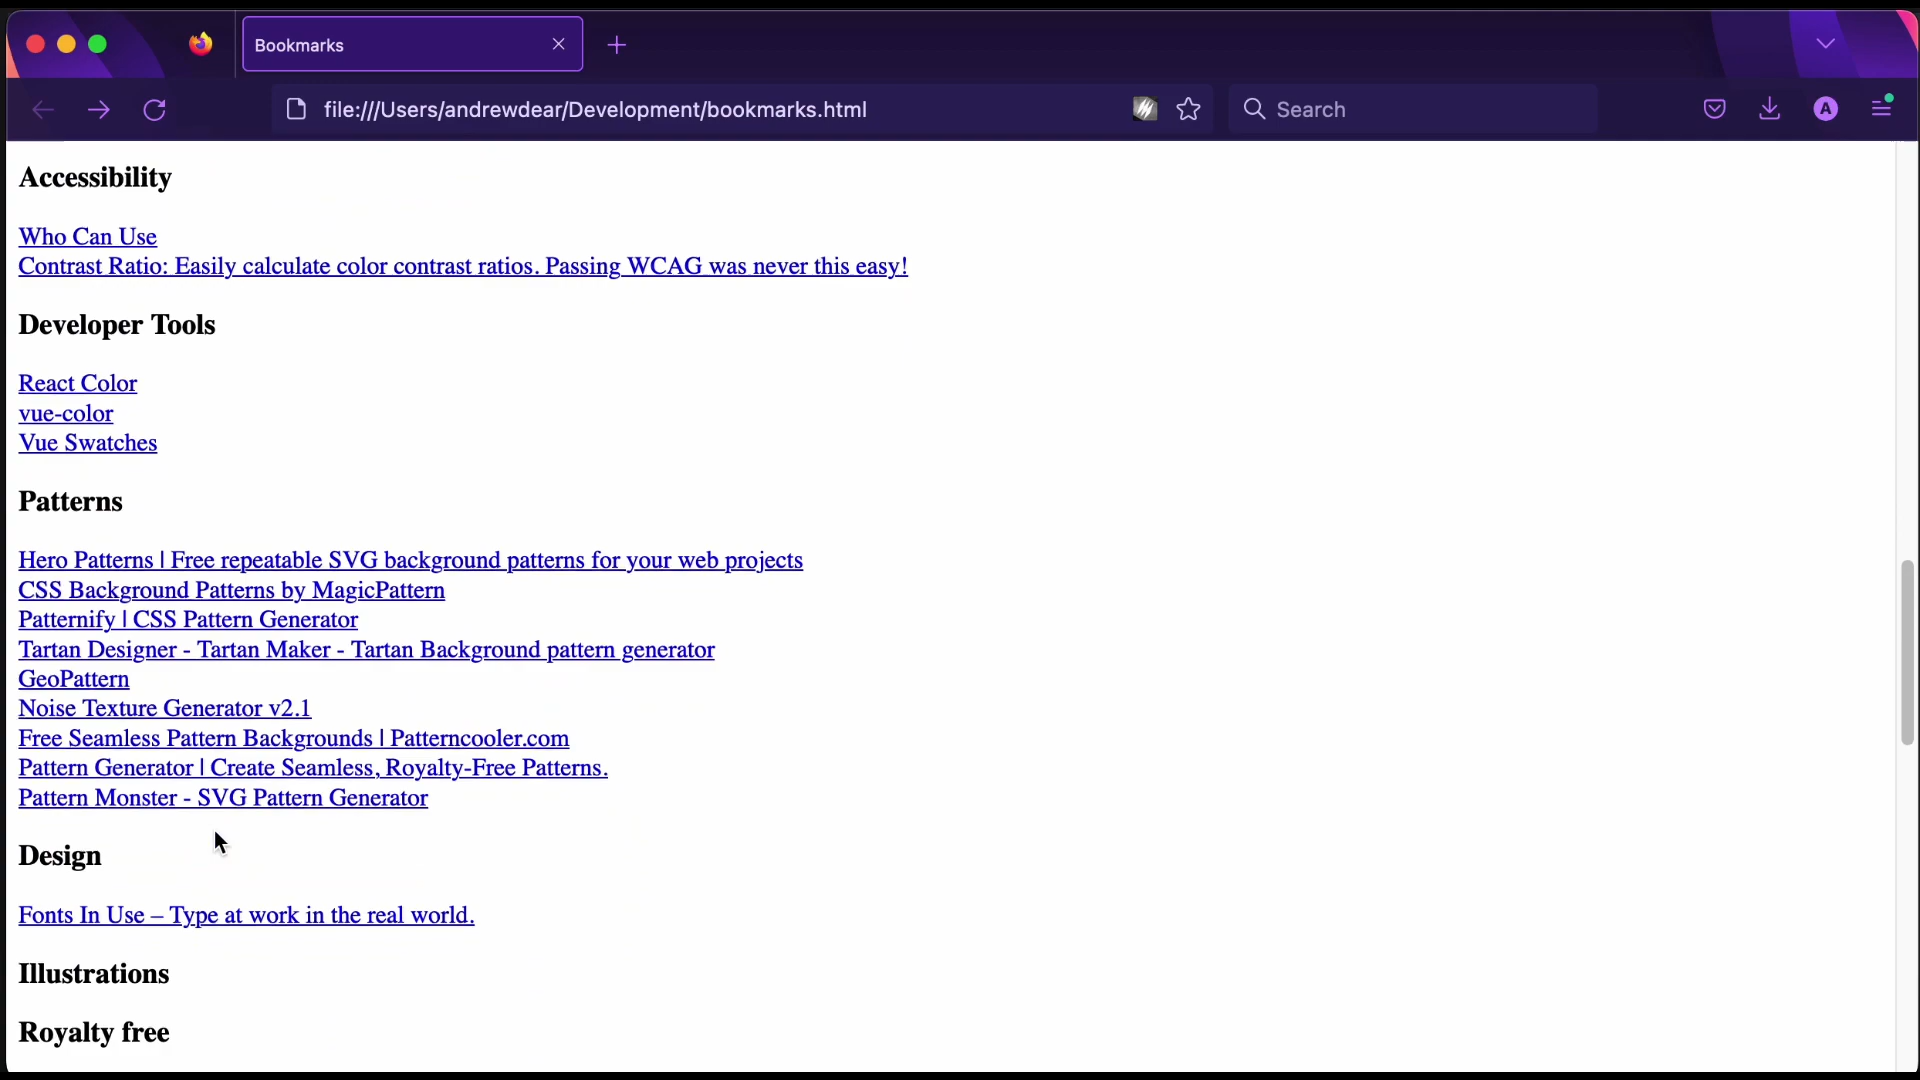 Bookmarks
file:///Users/andrewdear/Development/bookmarks.html
Search
A
Accessibility
Who Can Use
Contrast Ratio: Easily calculate color contrast ratios. Passing WCAG was never this easy!
Developer Tools
React Color
vue-color
Vue Swatches
Patterns
Hero Patterns | Free repeatable SVG background patterns for your web projects
CSS Background Patterns by MagicPattern
Patternify | CSS Pattern Generator
Tartan Designer - Tartan Maker - Tartan Background pattern generator
GeoPattern
Noise Texture Generator v2.1
Free Seamless Pattern Backgrounds | Patterncooler.com
Pattern Generator | Create Seamless, Royalty-Free Patterns.
Pattern Monster - SVG Pattern Generator
Design
Fonts In Use – Type at work in the real world.
Illustrations
Royalty free